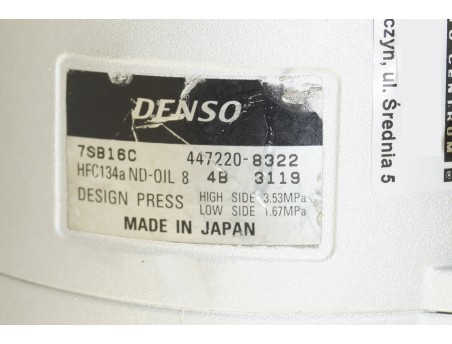 DENSO
7SB16C 447220-8322
HFC134a ND-OIL 8 4B 3119
DESIGN PRESS HIGH SIDE 3.53MPa
LOW SIDE 1.67MPa
MADE IN JAPAN
czyn, ul. Średnia 5
CENTRUM